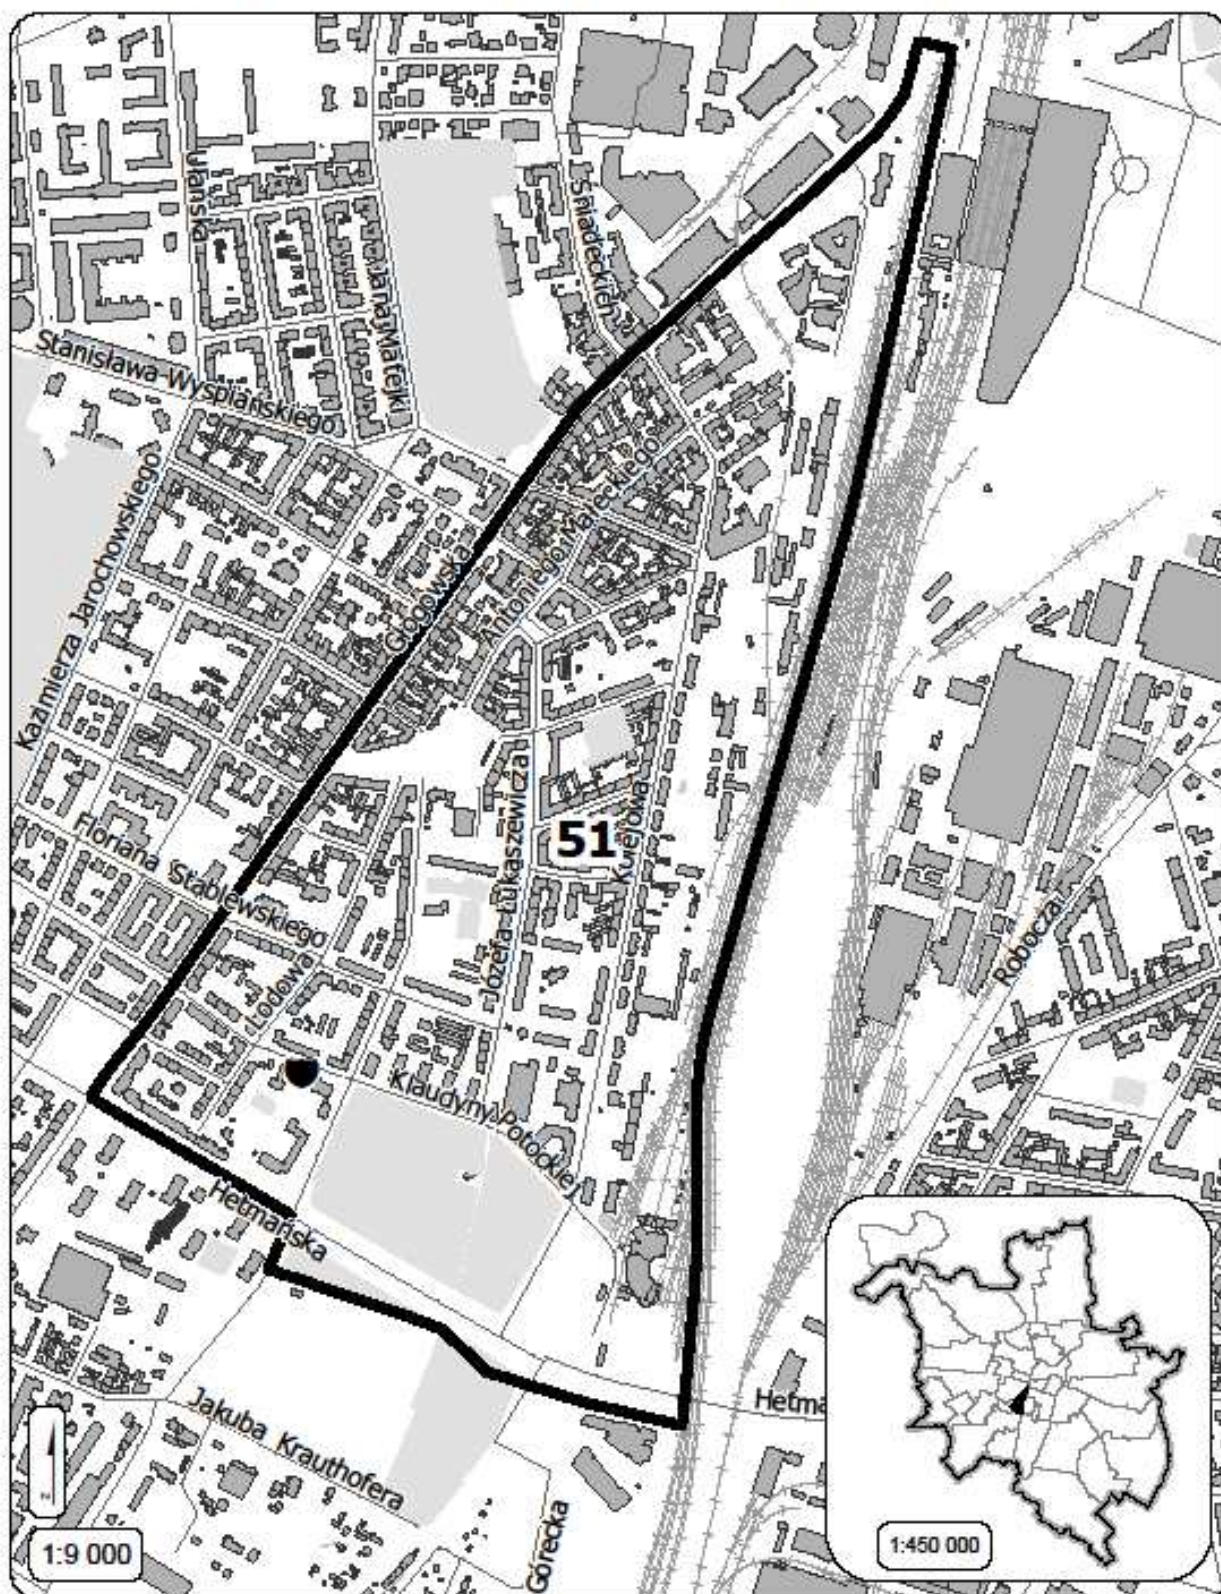 Ułańska
Śniadeckich
Jana Matejki
Stanisława Wyspiańskiego
Kazimierza Jarochowskiego
Antoniego Małeckiego
Głogowska
Floriana Stablewskiego
Józefa Łukaszewicza
51
Kolejowa
Lodowa
Robocza
Klaudyny Potockiej
Hetmańska
Jakuba Krauthofera
Hetma
Górecka
1:9 000
1:450 000